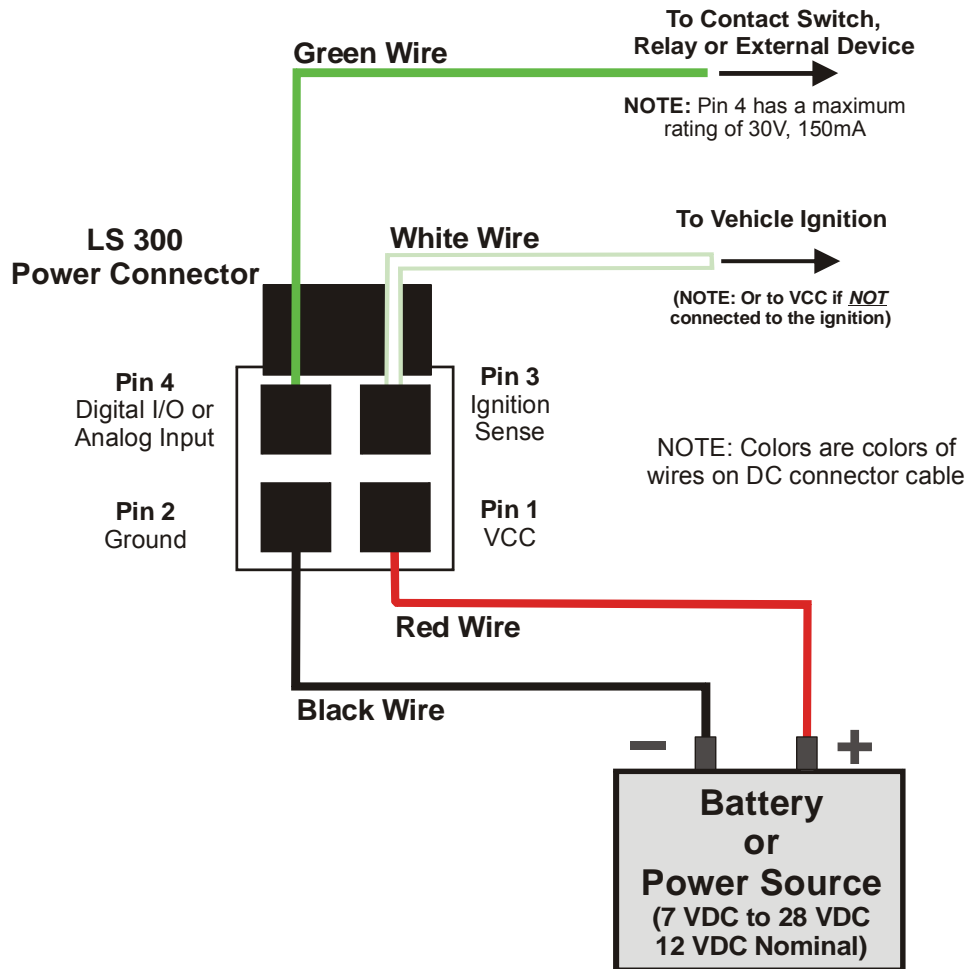 To Contact Switch,
Relay or External Device
Green Wire
NOTE: Pin 4 has a maximum
rating of 30V, 150mA
To Vehicle Ignition
White Wire
LS 300
Power Connector
(NOTE: Or to VCC if NOT
connected to the ignition)
Pin 4
Digital I/O or
Analog Input
Pin 3
Ignition
Sense
NOTE: Colors are colors of
wires on DC connector cable
Pin 2
Ground
Pin 1
VCC
Red Wire
Black Wire
– +
Battery
or
Power Source
(7 VDC to 28 VDC
12 VDC Nominal)